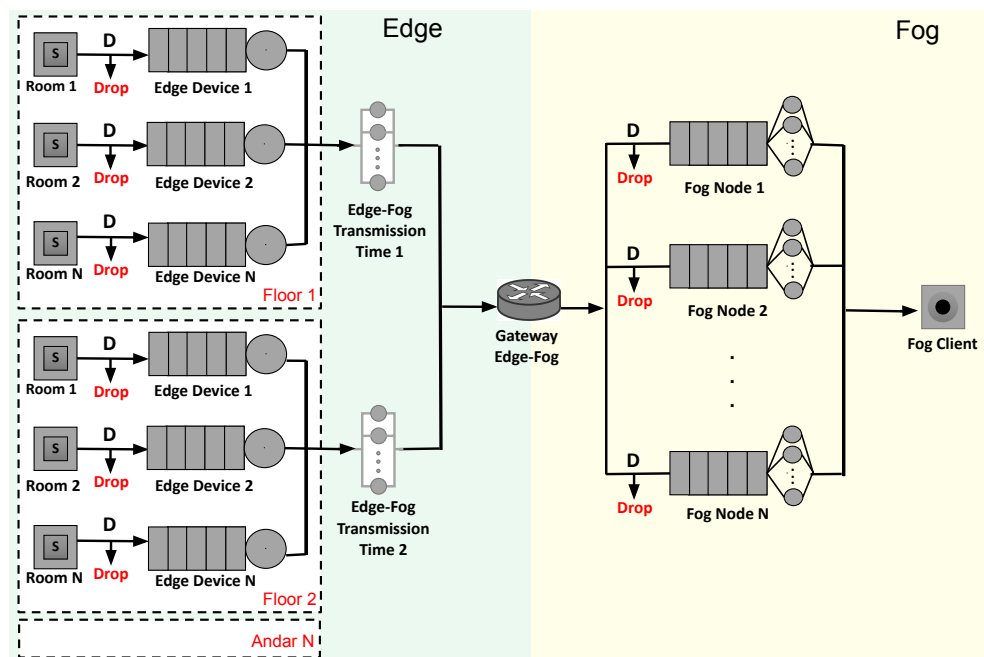 Edge
Fog
S
D
Room 1
Drop
Edge Device 1
S
D
Room 2
Drop
Edge Device 2
S
D
Room N
Drop
Edge Device N
Floor 1
Edge-Fog
Transmission
Time 1
S
D
Room 1
Drop
Edge Device 1
S
D
Room 2
Drop
Edge Device 2
S
D
Room N
Drop
Edge Device N
Floor 2
Edge-Fog
Transmission
Time 2
Andar N
Gateway
Edge-Fog
D
Drop
Fog Node 1
D
Drop
Fog Node 2
D
Drop
Fog Node N
Fog Client